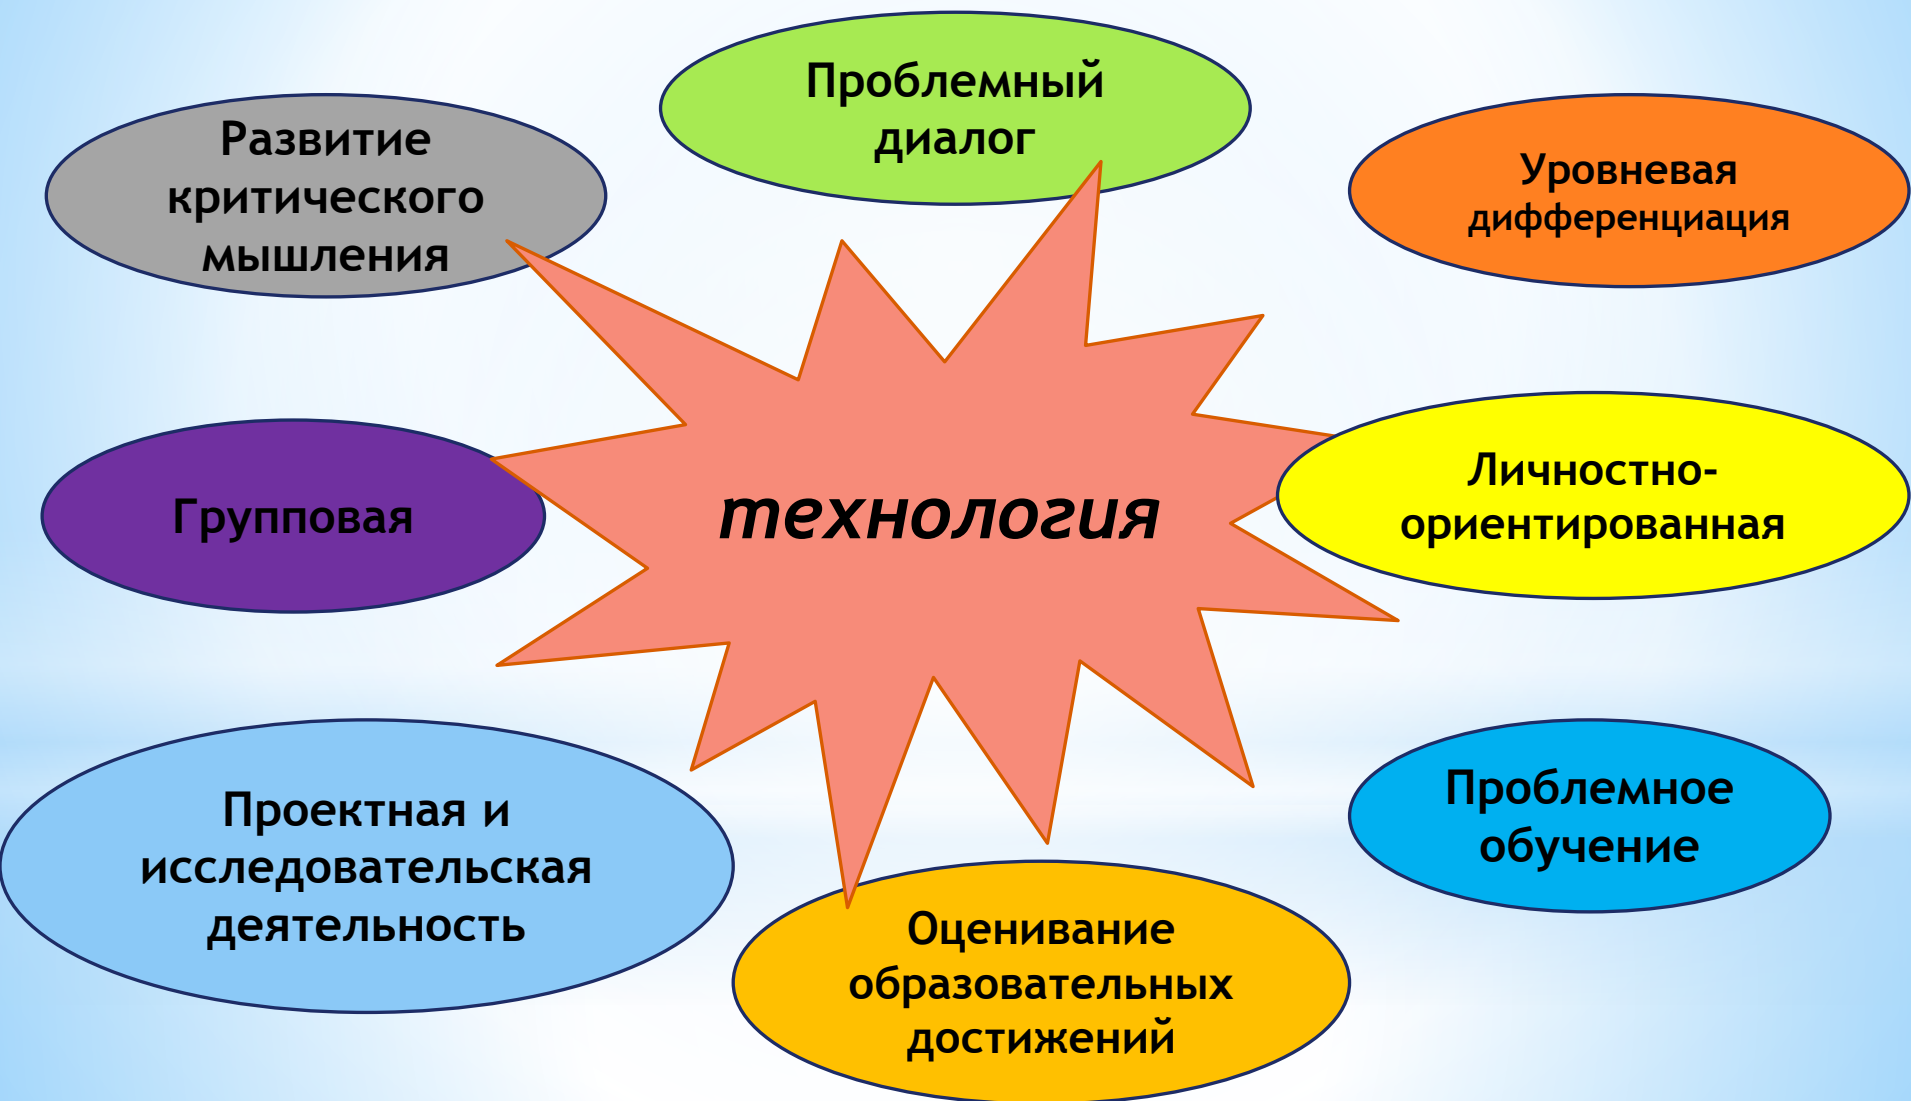 Проблемный
диалог
Развитие
критического
мышления
Уровневая
дифференциация
Групповая
технология
Личностно-
ориентированная
Проектная и
исследовательская
деятельность
Проблемное
обучение
Оценивание
образовательных
достижений